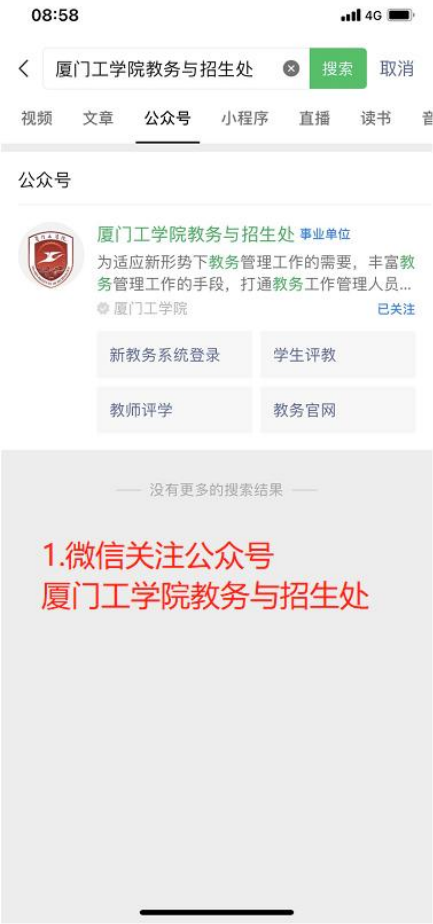 08:58
4G
厦门工学院教务与招生处
搜索
取消
视频
文章
公众号
小程序
直播
读书
公众号
厦门工学院教务与招生处 事业单位
为适应新形势下教务管理工作的需要，丰富教
务管理工作的手段，打通教务工作管理人员...
厦门工学院
已关注
新教务系统登录
学生评教
教师评学
教务官网
没有更多的搜索结果
1.微信关注公众号
厦门工学院教务与招生处